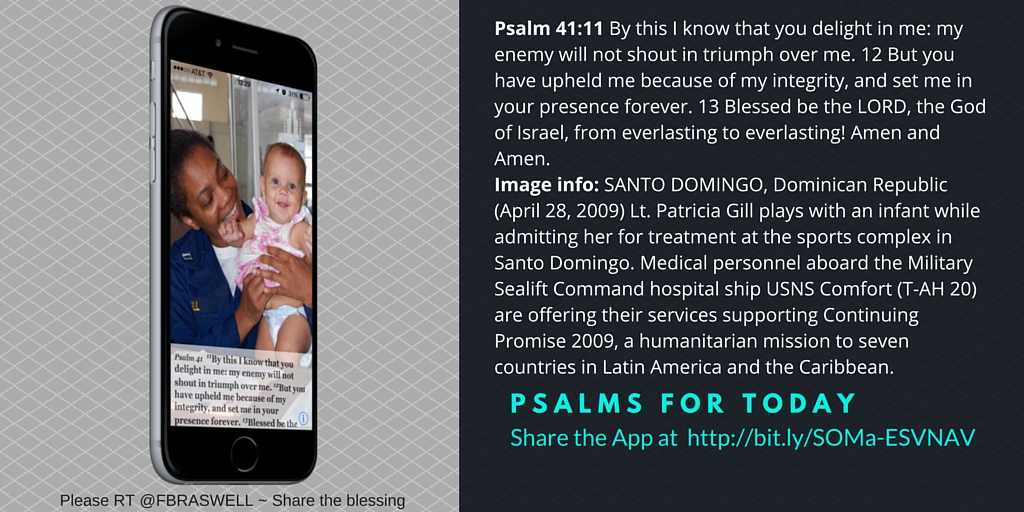 ●●●○○ AT&T
13:29
31%
Psalm 41 ¹¹By this I know that you
delight in me: my enemy will not
shout in triumph over me. ¹²But you
have upheld me because of my
integrity, and set me in your
presence forever. ¹³Blessed be the
Please RT @FBRASWELL ~ Share the blessing
Psalm 41:11 By this I know that you delight in me: my
enemy will not shout in triumph over me. 12 But you
have upheld me because of my integrity, and set me in
your presence forever. 13 Blessed be the LORD, the God
of Israel, from everlasting to everlasting! Amen and
Amen.
Image info: SANTO DOMINGO, Dominican Republic
(April 28, 2009) Lt. Patricia Gill plays with an infant while
admitting her for treatment at the sports complex in
Santo Domingo. Medical personnel aboard the Military
Sealift Command hospital ship USNS Comfort (T-AH 20)
are offering their services supporting Continuing
Promise 2009, a humanitarian mission to seven
countries in Latin America and the Caribbean.
PSALMS FOR TODAY
Share the App at http://bit.ly/SOMa-ESVNAV